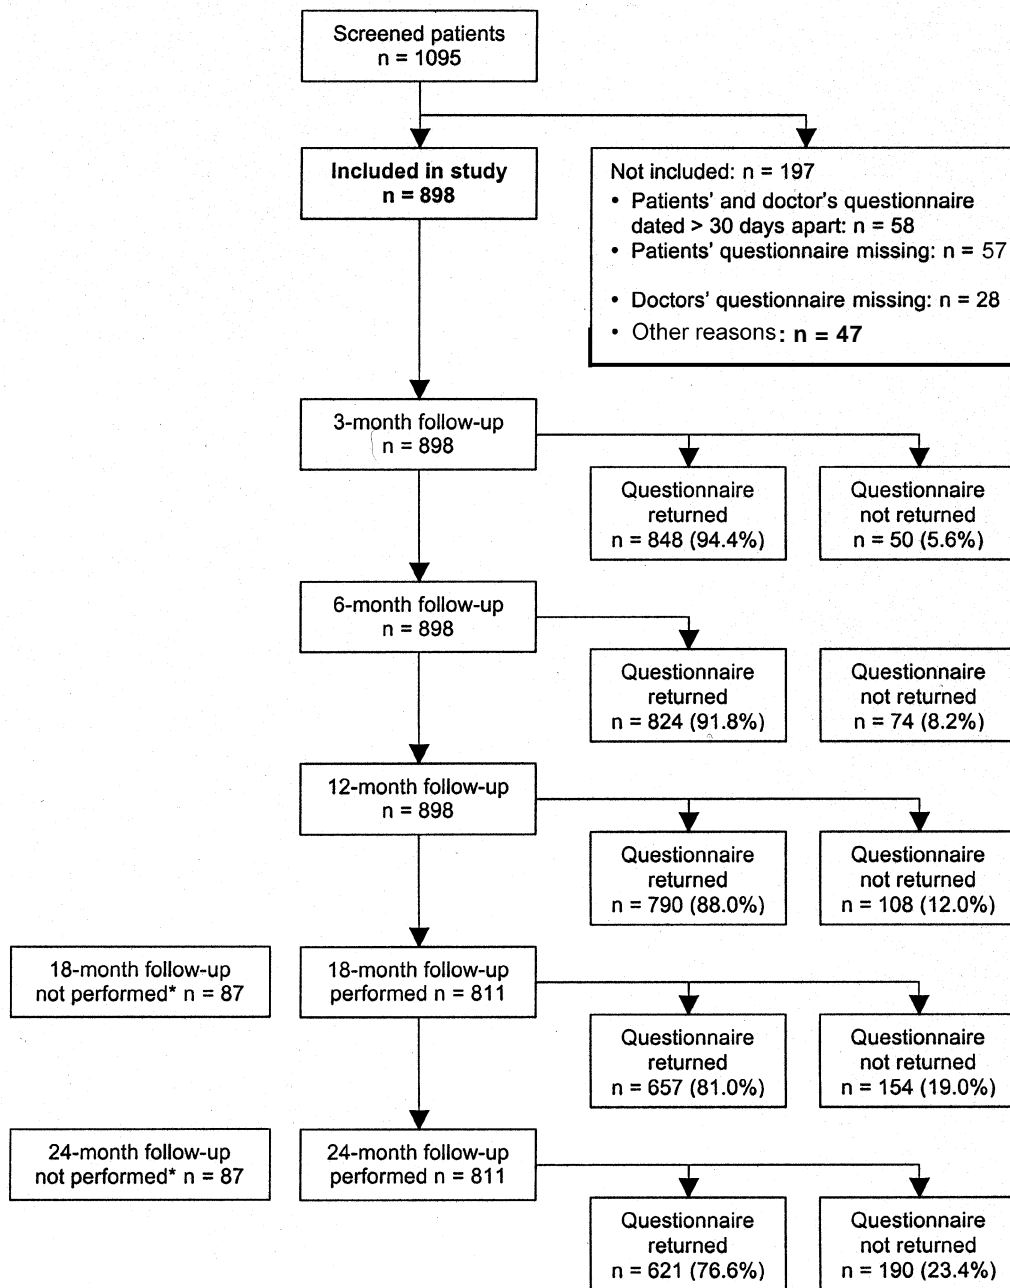 Screened patients
n = 1095
Included in study
n = 898
Not included: n = 197
• Patients' and doctor's questionnaire
dated > 30 days apart: n = 58
• Patients' questionnaire missing: n = 57
• Doctors' questionnaire missing: n = 28
• Other reasons: n = 47
3-month follow-up
n = 898
Questionnaire
returned
n = 848 (94.4%)
Questionnaire
not returned
n = 50 (5.6%)
6-month follow-up
n = 898
Questionnaire
returned
n = 824 (91.8%)
Questionnaire
not returned
n = 74 (8.2%)
12-month follow-up
n = 898
Questionnaire
returned
n = 790 (88.0%)
Questionnaire
not returned
n = 108 (12.0%)
18-month follow-up
not performed* n = 87
18-month follow-up
performed n = 811
Questionnaire
returned
n = 657 (81.0%)
Questionnaire
not returned
n = 154 (19.0%)
24-month follow-up
not performed* n = 87
24-month follow-up
performed n = 811
Questionnaire
returned
n = 621 (76.6%)
Questionnaire
not returned
n = 190 (23.4%)